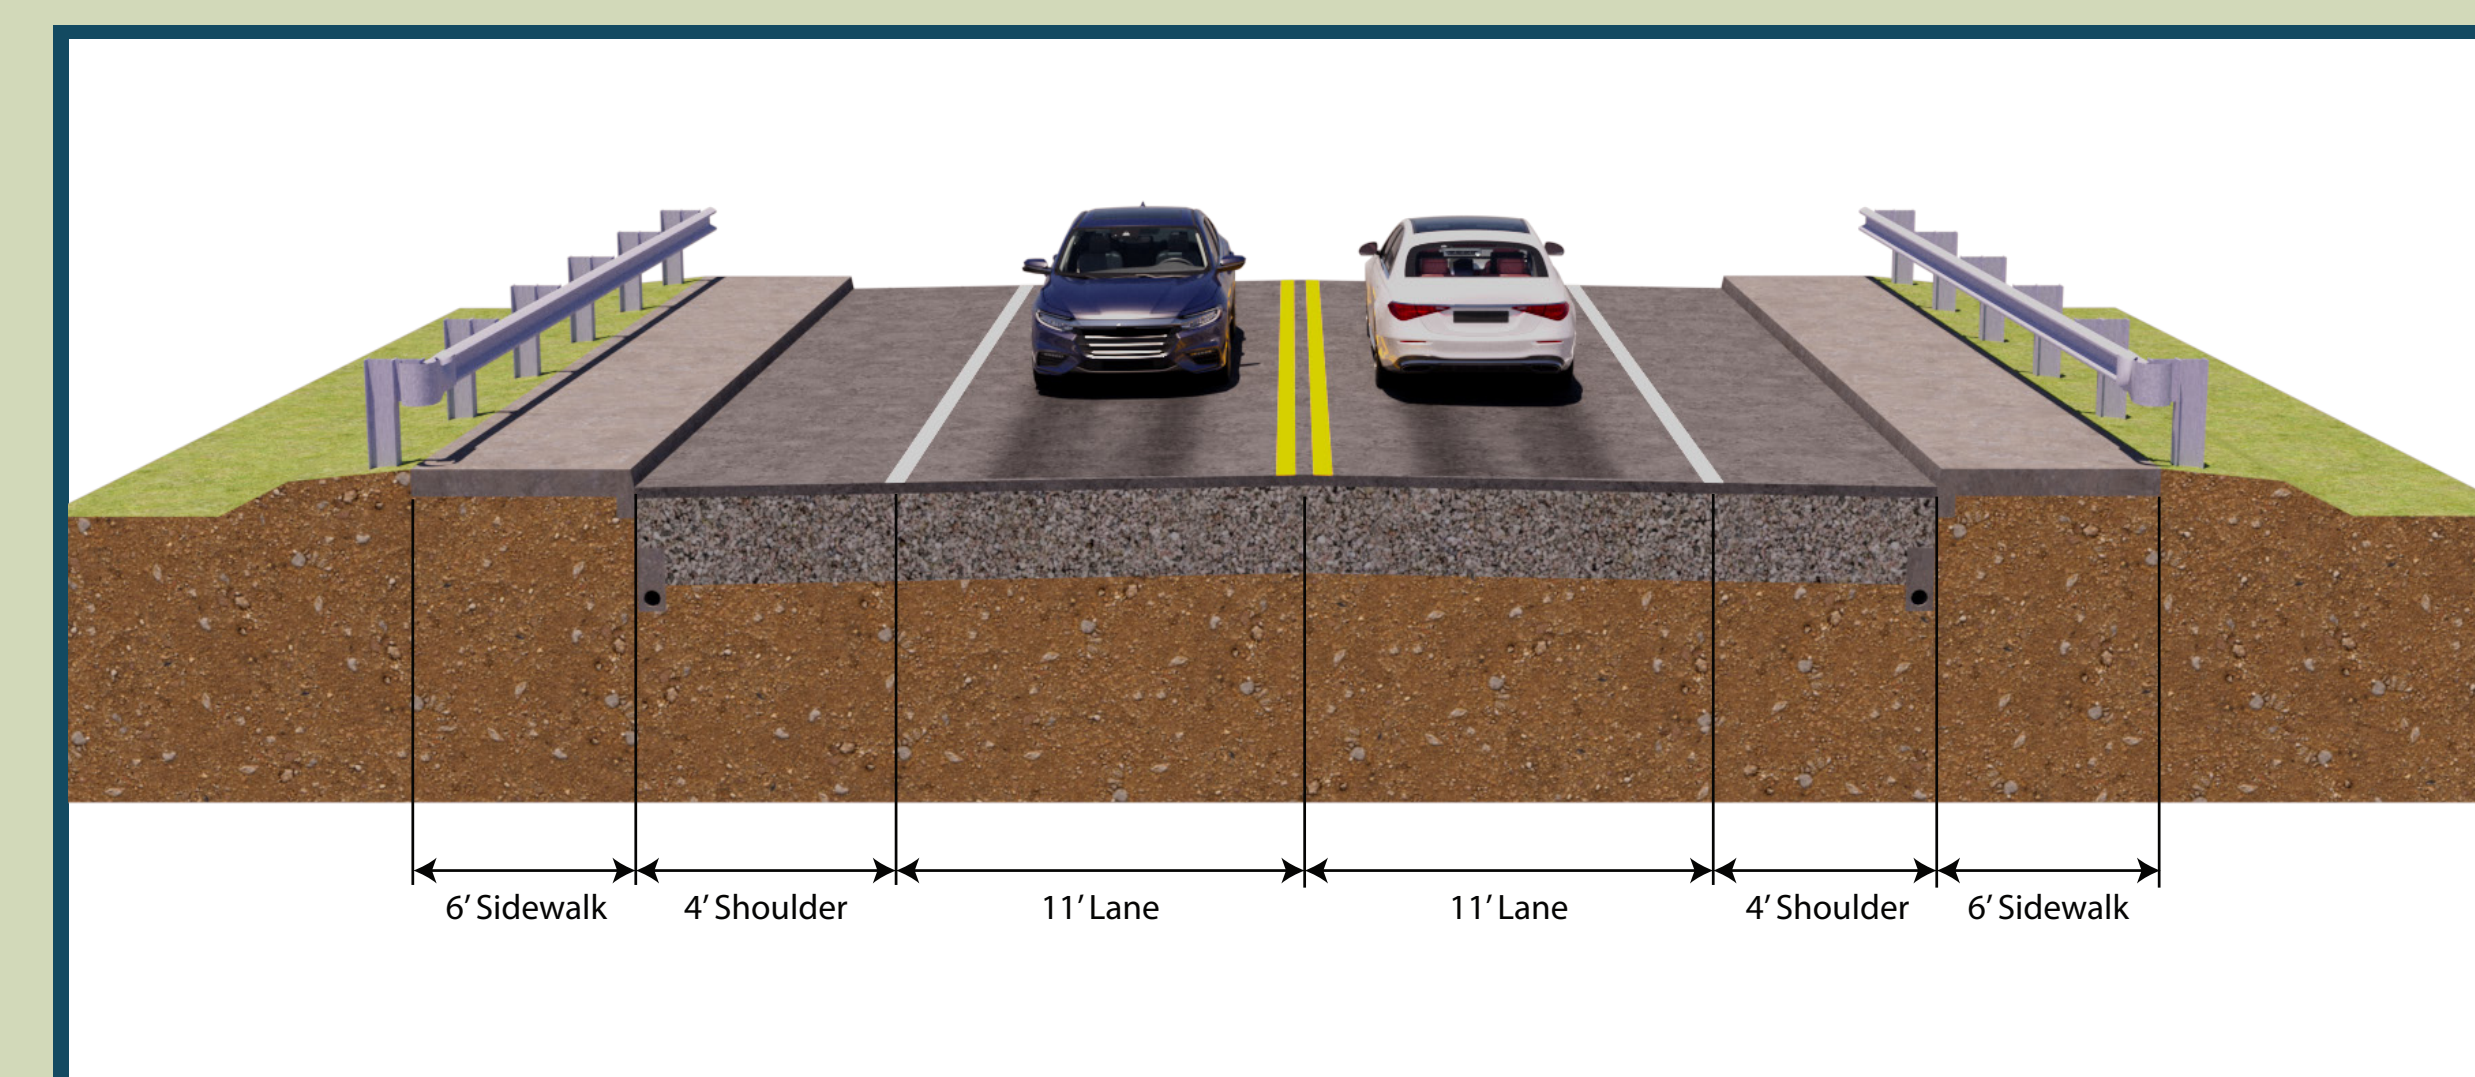 6’ Sidewalk 4’ Shoulder 11’ Lane 11’ Lane 4’ Shoulder 6’ Sidewalk